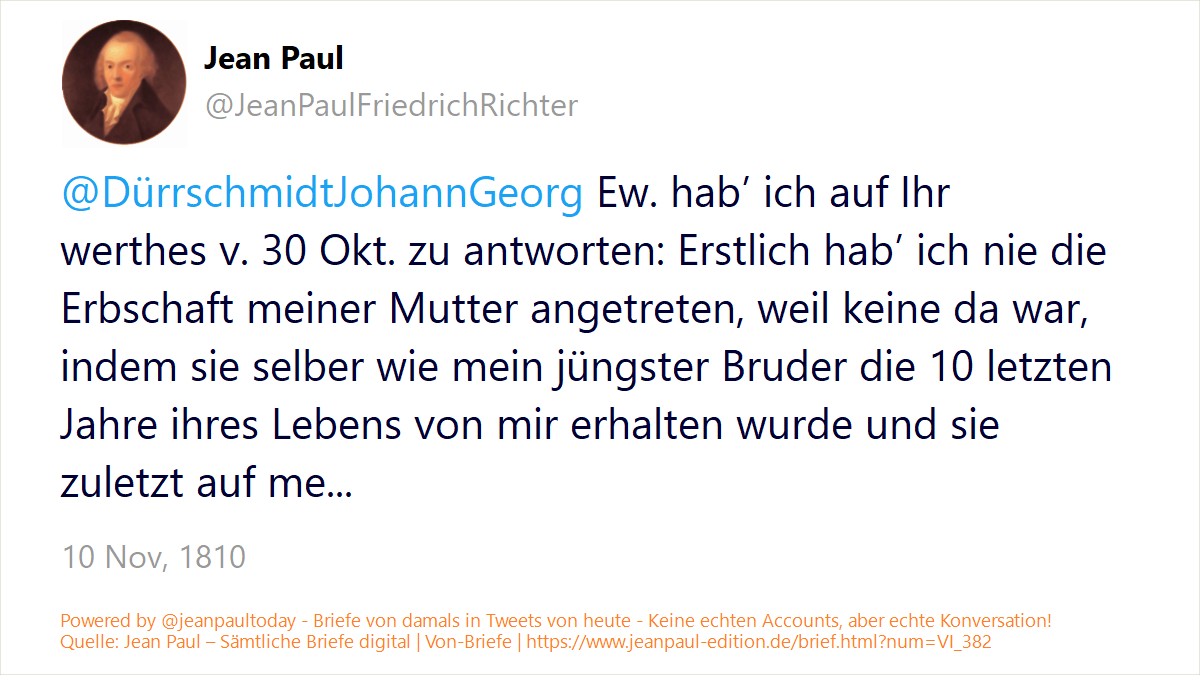 Jean Paul
@JeanPaulFriedrichRichter
@DürrschmidtJohannGeorg Ew. hab’ ich auf Ihr
werthes v. 30 Okt. zu antworten: Erstlich hab’ ich nie die
Erbschaft meiner Mutter angetreten, weil keine da war,
indem sie selber wie mein jüngster Bruder die 10 letzten
Jahre ihres Lebens von mir erhalten wurde und sie
zuletzt auf me...
10 Nov, 1810
Powered by @jeanpaultoday - Briefe von damals in Tweets von heute - Keine echten Accounts, aber echte Konversation!
Quelle: Jean Paul – Sämtliche Briefe digital | Von-Briefe | https://www.jeanpaul-edition.de/brief.html?num=VI_382